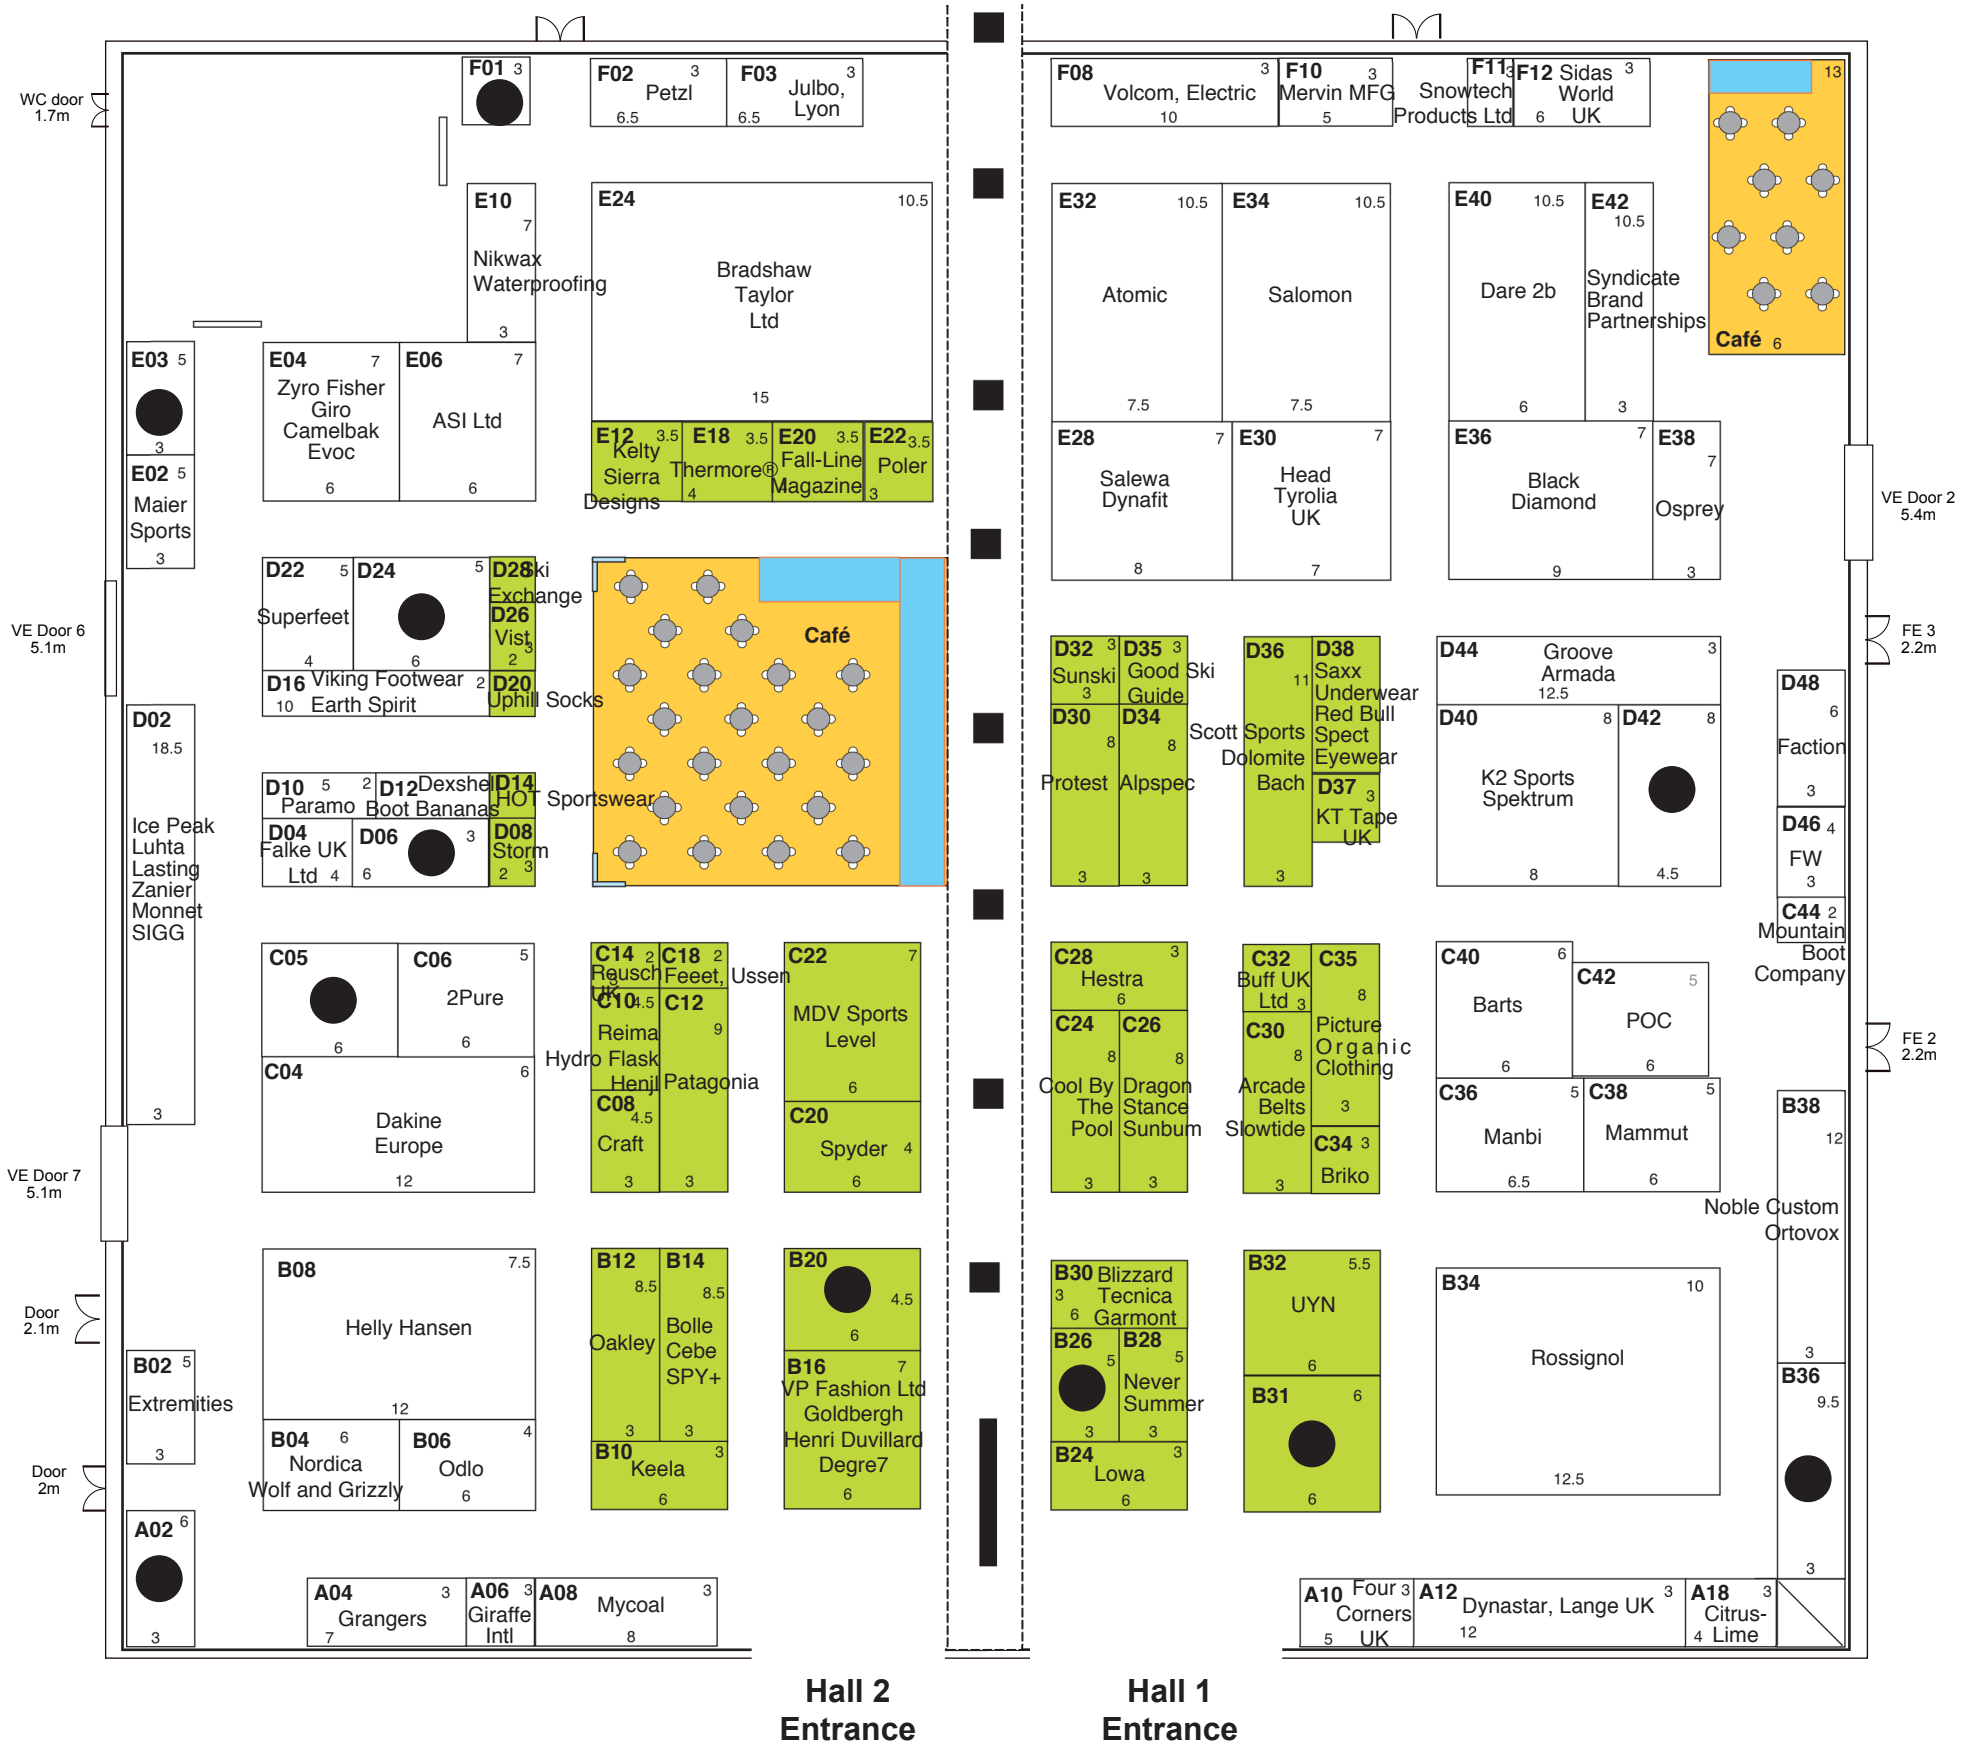 F01 3
F02 3
Petzl
6.5
F03 3
Julbo,
Lyon
6.5
F08 3
Volcom, Electric
10
F10 3
Mervin MFG
5
F11 3
Snowtech
Products Ltd
F12 Sidas 3
World
UK
6
13
Café 6
WC door
1.7m
E10
7
Nikwax
Waterproofing
3
E24 10.5
Bradshaw
Taylor
Ltd
15
E32 10.5
Atomic
7.5
E34 10.5
Salomon
7.5
E40 10.5
Dare 2b
6
E42
10.5
Syndicate
Brand
Partnerships
3
E03 5
3
E02 5
Maier
Sports
3
E04 7
Zyro Fisher
Giro
Camelbak
Evoc
6
E06 7
ASI Ltd
6
E12 3.5
Kelty
Sierra
Designs
E18 3.5
Thermore®
4
E20 3.5
Fall-Line
Magazine
E22 3.5
Poler
3
E28 7
Salewa
Dynafit
8
E30 7
Head
Tyrolia
UK
7
E36 7
Black
Diamond
9
E38
7
Osprey
3
VE Door 2
5.4m
VE Door 6
5.1m
D22 5
Superfeet
4
D24 5
6
D28 Ski
Exchange
D26
Vist
3
2
D16 Viking Footwear 2
10 Earth Spirit
D20
Uphill Socks
Café
D32 3
Sunski
3
D35 3
Good Ski
Guide
D30
8
Protest
3
D34
8
Alpspec
3
D36
11
Scott Sports
Dolomite
Bach
3
D38
Saxx
Underwear
Red Bull
Spect
Eyewear
D37
3
KT Tape
UK
D44 Groove 3
Armada
12.5
D40 8
K2 Sports
Spektrum
8
D42 8
4.5
D48
6
Faction
3
D46 4
FW
3
C44 2
Mountain
Boot
Company
FE 3
2.2m
D02
18.5
Ice Peak
Luhta
Lasting
Zanier
Monnet
SIGG
3
D10 5 2
Paramo
D12 Dexshell
Boot Bananas
D14
HOT Sportswear
D04
Falke UK
Ltd 4
D06 3
6
D08
Storm
3
2
C05
6
C06 5
2Pure
6
C04 6
Dakine
Europe
12
C14 2
Reusch
UK
C18 2
Feeet, Ussen
C10 4.5
Reima
Hydro Flask
Henjl
C12
9
Patagonia
3
C08
4.5
Craft
3
C22 7
MDV Sports
Level
6
C20
Spyder 4
6
C28 3
Hestra
6
C24
8
Cool By
The
Pool
3
C26
8
Dragon
Stance
Sunbum
3
C32
Buff UK
Ltd 3
C30
8
Arcade
Belts
Slowtide
3
C35
8
Picture
Organic
Clothing
3
C34 3
Briko
C40 6
Barts
6
C42 5
POC
6
C36 5
Manbi
6.5
C38 5
Mammut
6
FE 2
2.2m
B38
12
Noble Custom
Ortovox
3
VE Door 7
5.1m
Door
2.1m
B02 5
Extremities
3
Door
2m
B08 7.5
Helly Hansen
12
B04 6
Nordica
Wolf and Grizzly
B06 4
Odlo
6
B12
8.5
Oakley
3
B14
8.5
Bolle
Cebe
SPY+
3
B10 3
Keela
6
B20
4.5
6
B16 7
VP Fashion Ltd
Goldbergh
Henri Duvillard
Degre7
6
B30 Blizzard
3 Tecnica
6 Garmont
B26
5
3
B28
5
Never
Summer
3
B24 3
Lowa
6
B32 5.5
UYN
6
B31 6
6
B34 10
Rossignol
12.5
B36
9.5
3
A02 6
3
A04 3
Grangers
7
A06 3
Giraffe
Intl
A08 3
Mycoal
8
A10 Four 3
Corners
5 UK
A12 3
Dynastar, Lange UK
12
A18 3
Citrus-
4 Lime
Hall 2
Entrance
Hall 1
Entrance